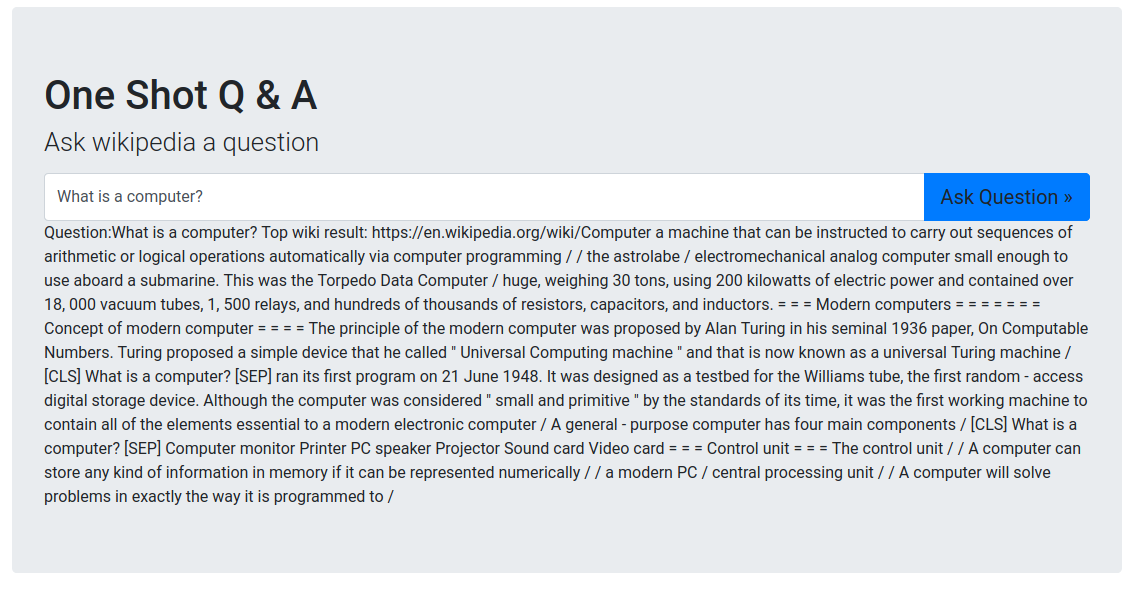 One Shot Q & A
Ask wikipedia a question
What is a computer?
Ask Question »
Question:What is a computer? Top wiki result: https://en.wikipedia.org/wiki/Computer a machine that can be instructed to carry out sequences of
arithmetic or logical operations automatically via computer programming / / the astrolabe / electromechanical analog computer small enough to
use aboard a submarine. This was the Torpedo Data Computer / huge, weighing 30 tons, using 200 kilowatts of electric power and contained over
18, 000 vacuum tubes, 1, 500 relays, and hundreds of thousands of resistors, capacitors, and inductors. = = = Modern computers = = = = = = =
Concept of modern computer = = = = The principle of the modern computer was proposed by Alan Turing in his seminal 1936 paper, On Computable
Numbers. Turing proposed a simple device that he called " Universal Computing machine " and that is now known as a universal Turing machine /
[CLS] What is a computer? [SEP] ran its first program on 21 June 1948. It was designed as a testbed for the Williams tube, the first random - access
digital storage device. Although the computer was considered " small and primitive " by the standards of its time, it was the first working machine to
contain all of the elements essential to a modern electronic computer / A general - purpose computer has four main components / [CLS] What is a
computer? [SEP] Computer monitor Printer PC speaker Projector Sound card Video card = = = Control unit = = = The control unit / / A computer can
store any kind of information in memory if it can be represented numerically / / a modern PC / central processing unit / / A computer will solve
problems in exactly the way it is programmed to /